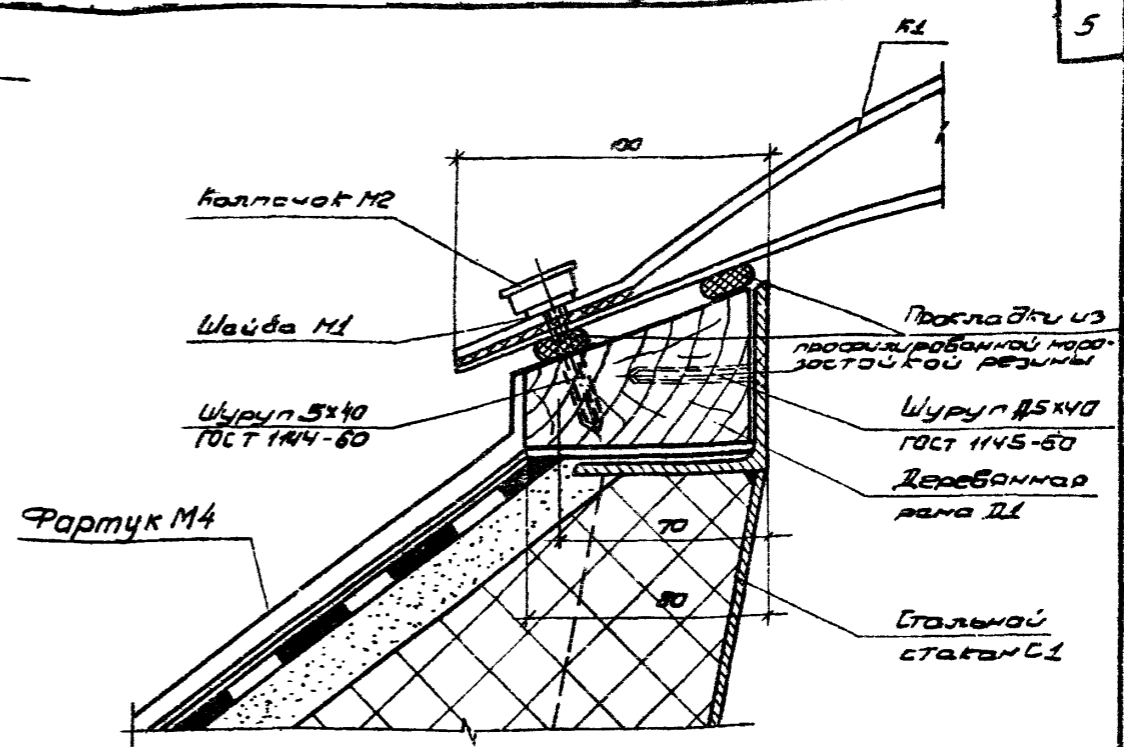 5
К1
100
Колпачок М2
Шайба М1
Прокладки из
профилированной моро-
зостойкой резины
Шуруп 5х40
ГОСТ 1144-60
Шуруп Д5х40
ГОСТ 1145-60
Деревянная
рама Д1
Фартук М4
70
80
Стальной
стакан С1